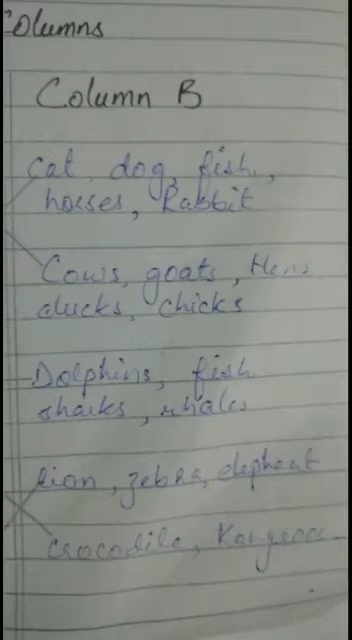 Columns
Column B
Cat, dog, fish,
horses, Rabbit
Cows, goats, Hens
ducks, chicks
Dolphins, fish
sharks, whales
lion, zebra, elephant
crocodile, Kangaroo